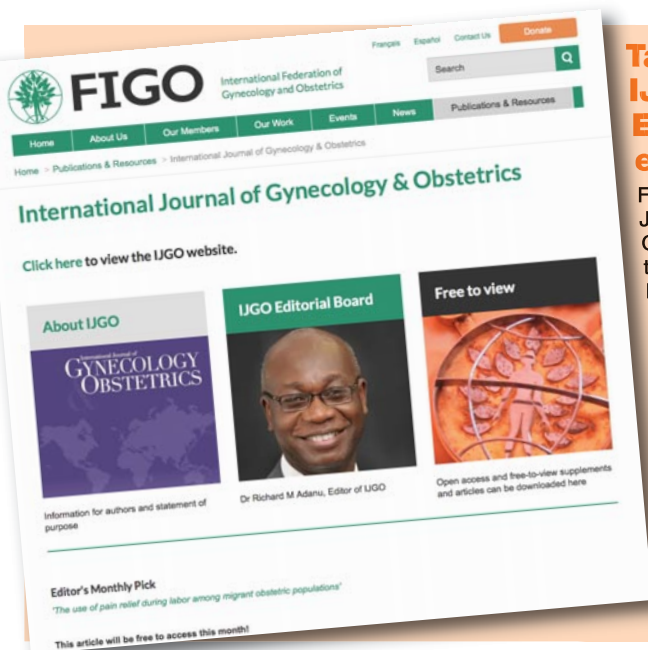 Français Español Contact Us Donate
FIGO
International Federation of
Gynecology and Obstetrics
Search
Home About Us Our Members Our Work Events News Publications & Resources
Home > Publications & Resources > International Journal of Gynecology & Obstetrics
International Journal of Gynecology & Obstetrics
Click here to view the IJGO website.
About IJGO
International Journal of
GYNECOLOGY
OBSTETRICS
Information for authors and statement of
purpose
IJGO Editorial Board
Dr Richard M Adanu, Editor of IJGO
Free to view
Open access and free-to-view supplements
and articles can be downloaded here
Editor's Monthly Pick
'The use of pain relief during labor among migrant obstetric populations'
This article will be free to access this month!